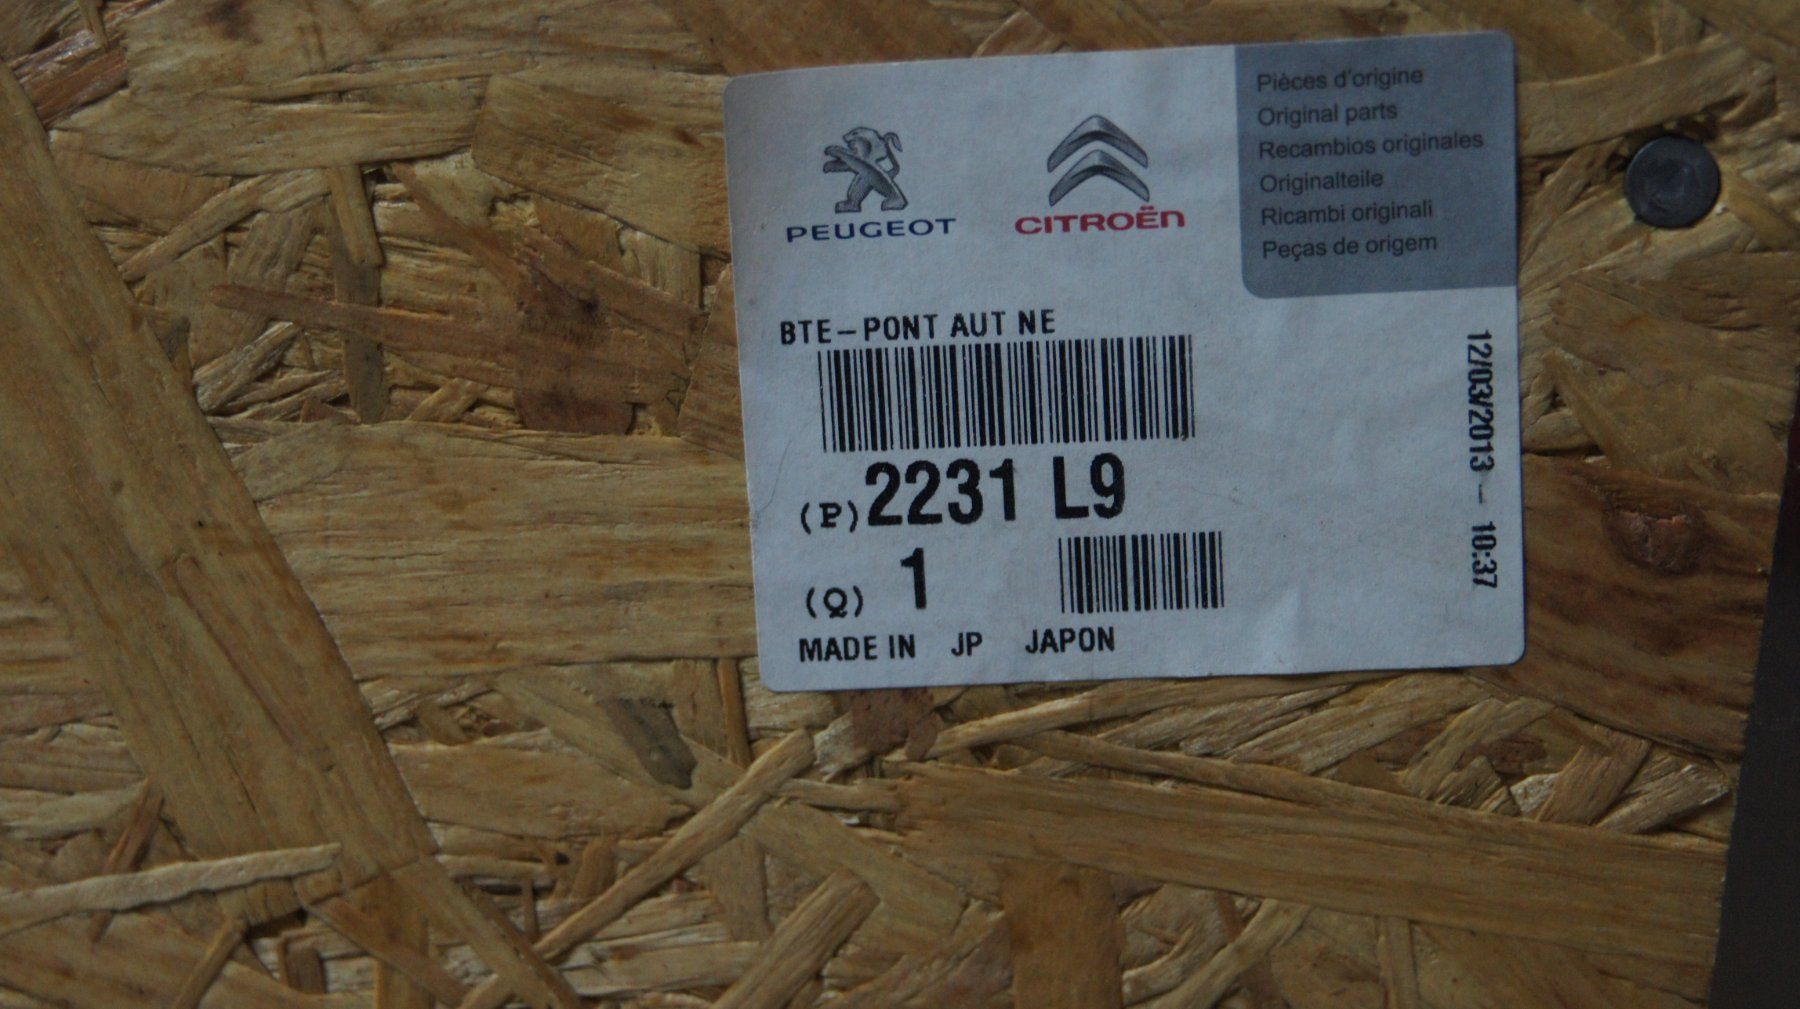 PEUGEOT
CITROËN
Pièces d'origine
Original parts
Recambios originales
Originalteile
Ricambi originali
Peças de origem
BTE-PONT AUT NE
(P) 2231 L9
(Q) 1
MADE IN JP JAPON
12/03/2013 - 10:37